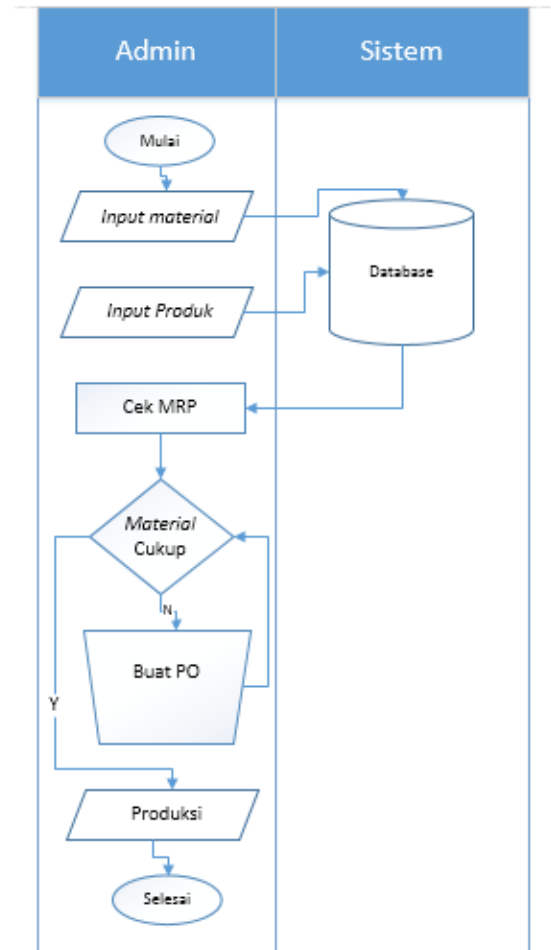 Admin
Sistem
Mulai
Input material
Database
Input Produk
Cek MRP
Material
Cukup
N
Buat PO
Y
Produksi
Selesai